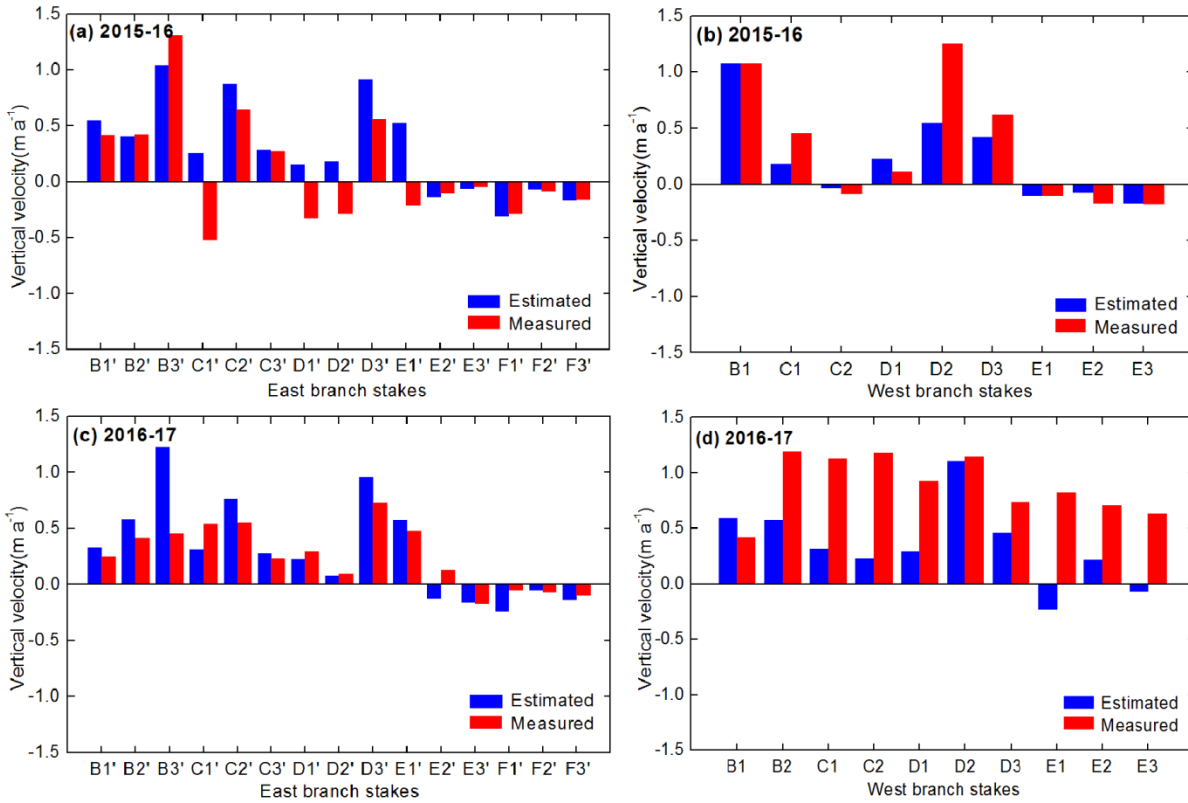 (a) 2015-16
Vertical velocity(m a⁻¹)
1.5
1.0
0.5
0.0
-0.5
-1.0
-1.5
Estimated
Measured
B1' B2' B3' C1' C2' C3' D1' D2' D3' E1' E2' E3' F1' F2' F3'
East branch stakes
(b) 2015-16
Vertical velocity(m a⁻¹)
1.5
1.0
0.5
0.0
-0.5
-1.0
-1.5
Estimated
Measured
B1 C1 C2 D1 D2 D3 E1 E2 E3
West branch stakes
(c) 2016-17
Vertical velocity(m a⁻¹)
1.5
1.0
0.5
0.0
-0.5
-1.0
-1.5
Estimated
Measured
B1' B2' B3' C1' C2' C3' D1' D2' D3' E1' E2' E3' F1' F2' F3'
East branch stakes
(d) 2016-17
Vertical velocity(m a⁻¹)
1.5
1.0
0.5
0.0
-0.5
-1.0
-1.5
Estimated
Measured
B1 B2 C1 C2 D1 D2 D3 E1 E2 E3
West branch stakes